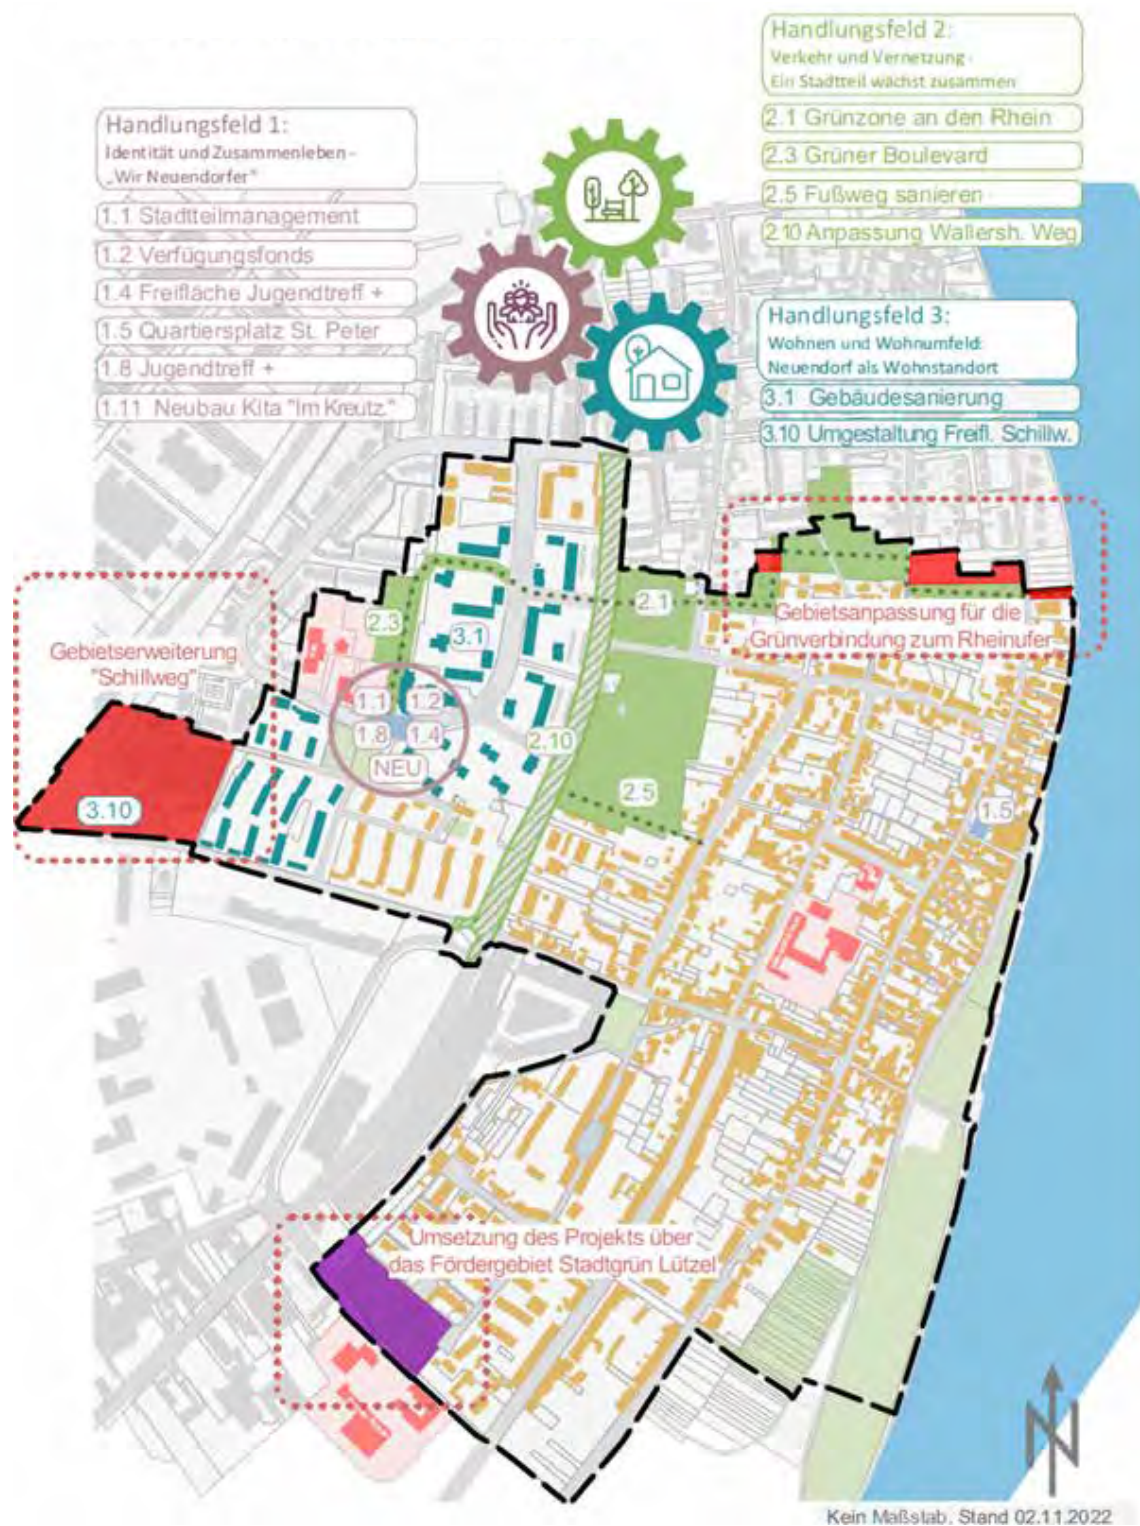 Handlungsfeld 2:
Verkehr und Vernetzung -
Ein Stadtteil wächst zusammen
2.1 Grünzone an den Rhein
2.3 Grüner Boulevard
2.5 Fußweg sanieren
2.10 Anpassung Wallersh. Weg
Handlungsfeld 1:
Identität und Zusammenleben -
„Wir Neuendorfer"
1.1 Stadtteilmanagement
1.2 Verfügungsfonds
1.4 Freifläche Jugendtreff +
1.5 Quartiersplatz St. Peter
1.8 Jugendtreff +
1.11 Neubau Kita "Im Kreutz."
Handlungsfeld 3:
Wohnen und Wohnumfeld:
Neuendorf als Wohnstandort
3.1 Gebäudesanierung
3.10 Umgestaltung Freifl. Schillw.
2.1
2.3
3.1
Gebietsanpassung für die
Grünverbindung zum Rheinufer
Gebietserweiterung
"Schillweg"
1.1
1.2
1.8
1.4
NEU
2.10
2.5
1.5
3.10
Umsetzung des Projekts über
das Fördergebiet Stadtgrün Lützel
N
Kein Maßstab, Stand 02.11.2022